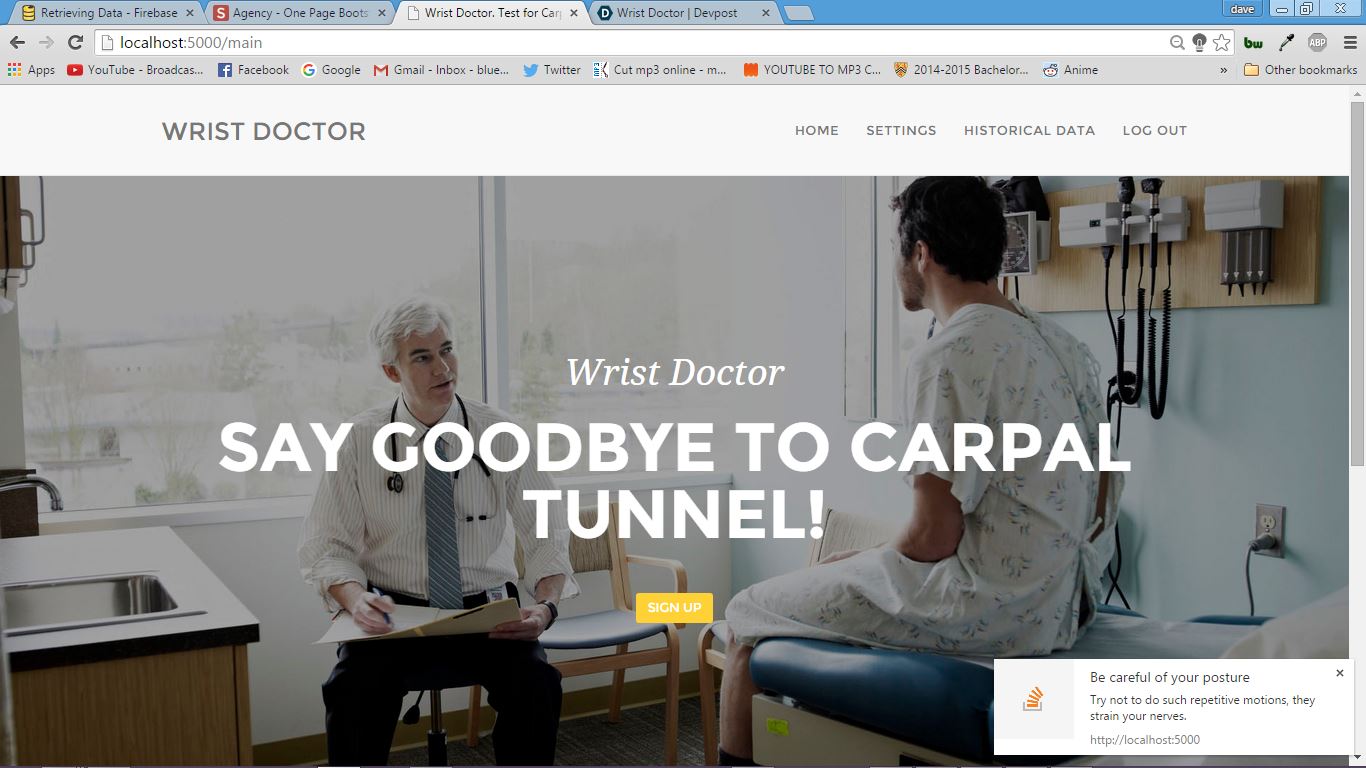 Retrieving Data - Firebase
Agency - One Page Boots
Wrist Doctor. Test for Carp
Wrist Doctor | Devpost
dave
localhost:5000/main
ABP
Apps
YouTube - Broadcas...
Facebook
Google
Gmail - Inbox - blue...
Twitter
Cut mp3 online - m...
YOUTUBE TO MP3 C...
2014-2015 Bachelor...
Anime
»
Other bookmarks
WRIST DOCTOR
HOME
SETTINGS
HISTORICAL DATA
LOG OUT
Wrist Doctor
SAY GOODBYE TO CARPAL
TUNNEL!
SIGN UP
Be careful of your posture
Try not to do such repetitive motions, they
strain your nerves.
http://localhost:5000